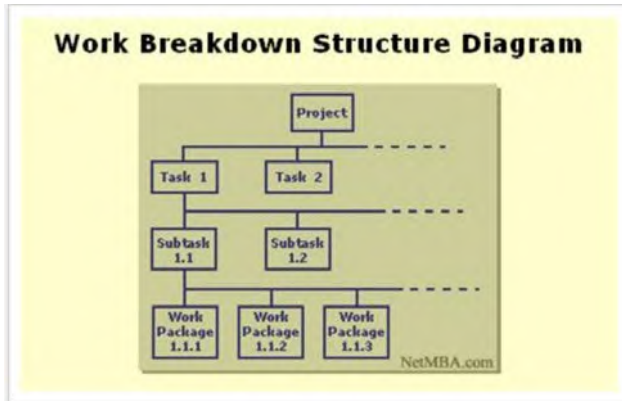 Work Breakdown Structure Diagram
Project
Task 1
Task 2
Subtask
1.1
Subtask
1.2
Work
Package
1.1.1
Work
Package
1.1.2
Work
Package
1.1.3
NetMBA.com